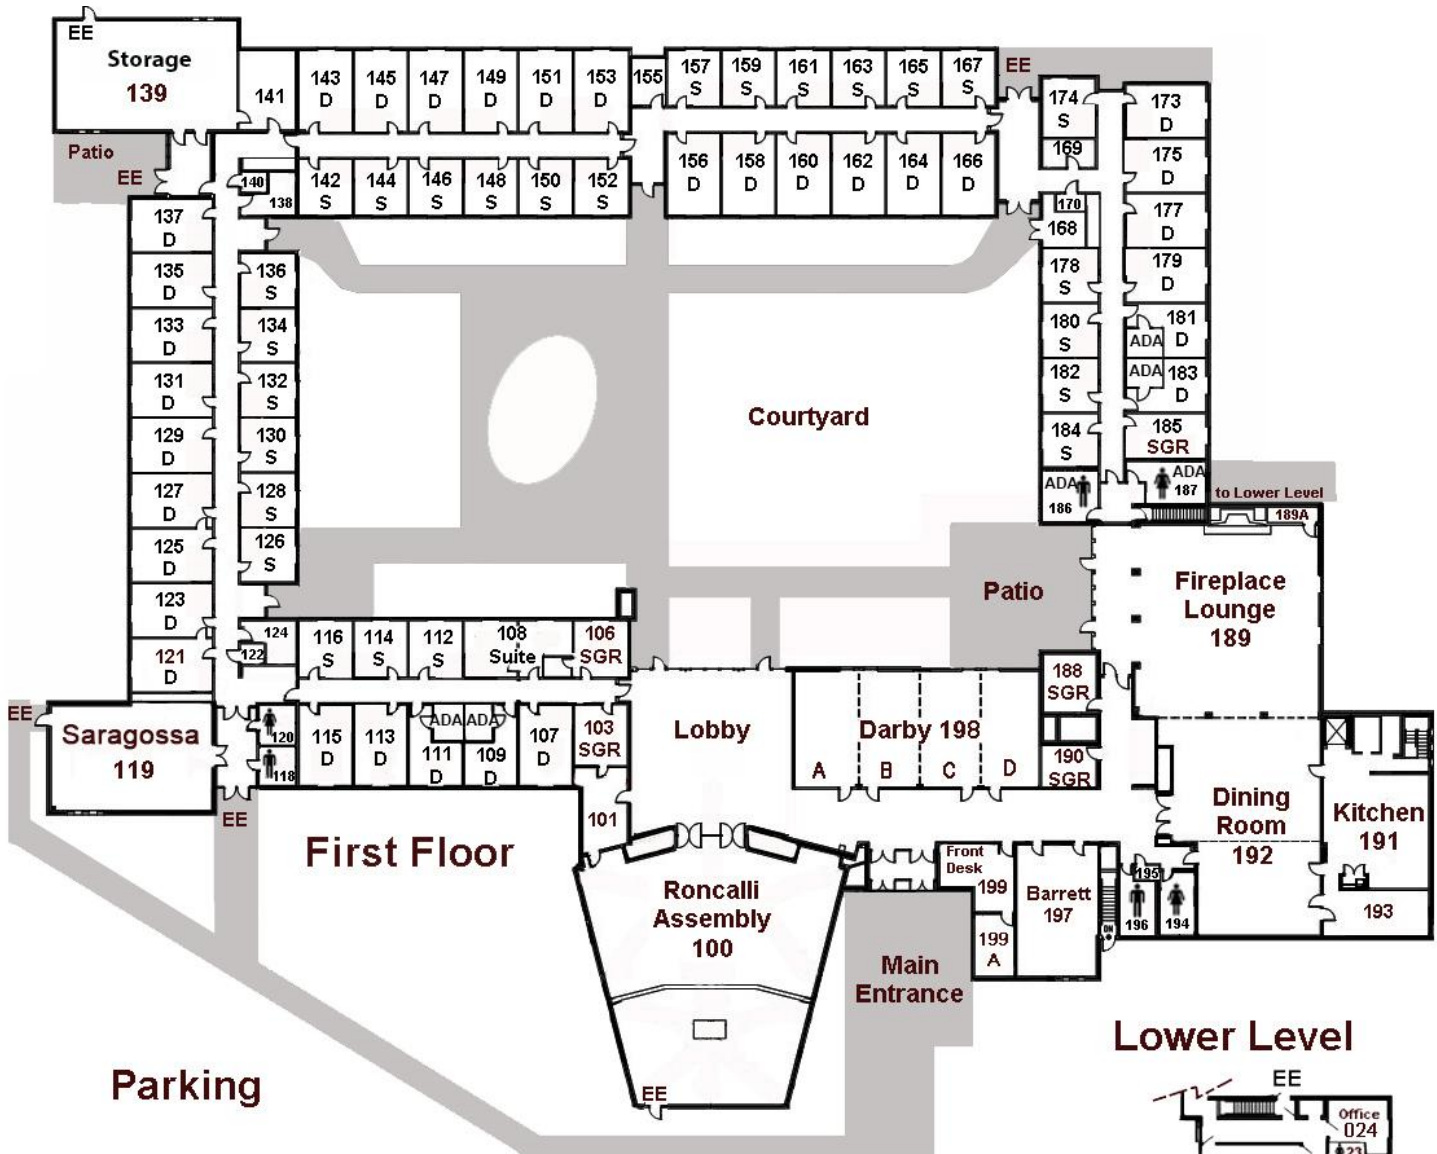 EE
Storage
139
141
143
D
145
D
147
D
149
D
151
D
153
D
155
157
S
159
S
161
S
163
S
165
S
167
S
EE
174
S
169
173
D
Patio
EE
140
138
142
S
144
S
146
S
148
S
150
S
152
S
156
D
158
D
160
D
162
D
164
D
166
D
170
168
175
D
177
D
179
D
137
D
135
D
133
D
131
D
129
D
127
D
125
D
123
D
121
D
136
S
134
S
132
S
130
S
128
S
126
S
124
122
Courtyard
178
S
180
S
182
S
184
S
ADA
186
181
ADA
D
ADA
183
D
185
SGR
ADA
187
to Lower Level
189A
Patio
Fireplace
Lounge
189
116
S
114
S
112
S
108
Suite
106
SGR
EE
Saragossa
119
120
118
EE
115
D
113
D
ADA
ADA
111
D
109
D
107
D
103
SGR
101
Lobby
Darby 198
A
B
C
D
188
SGR
190
SGR
Dining
Room
192
Kitchen
191
193
First Floor
Roncalli
Assembly
100
EE
Front
Desk
199
199
A
Barrett
197
DN
195
196
194
Main
Entrance
Parking
Lower Level
EE
Office
024
23